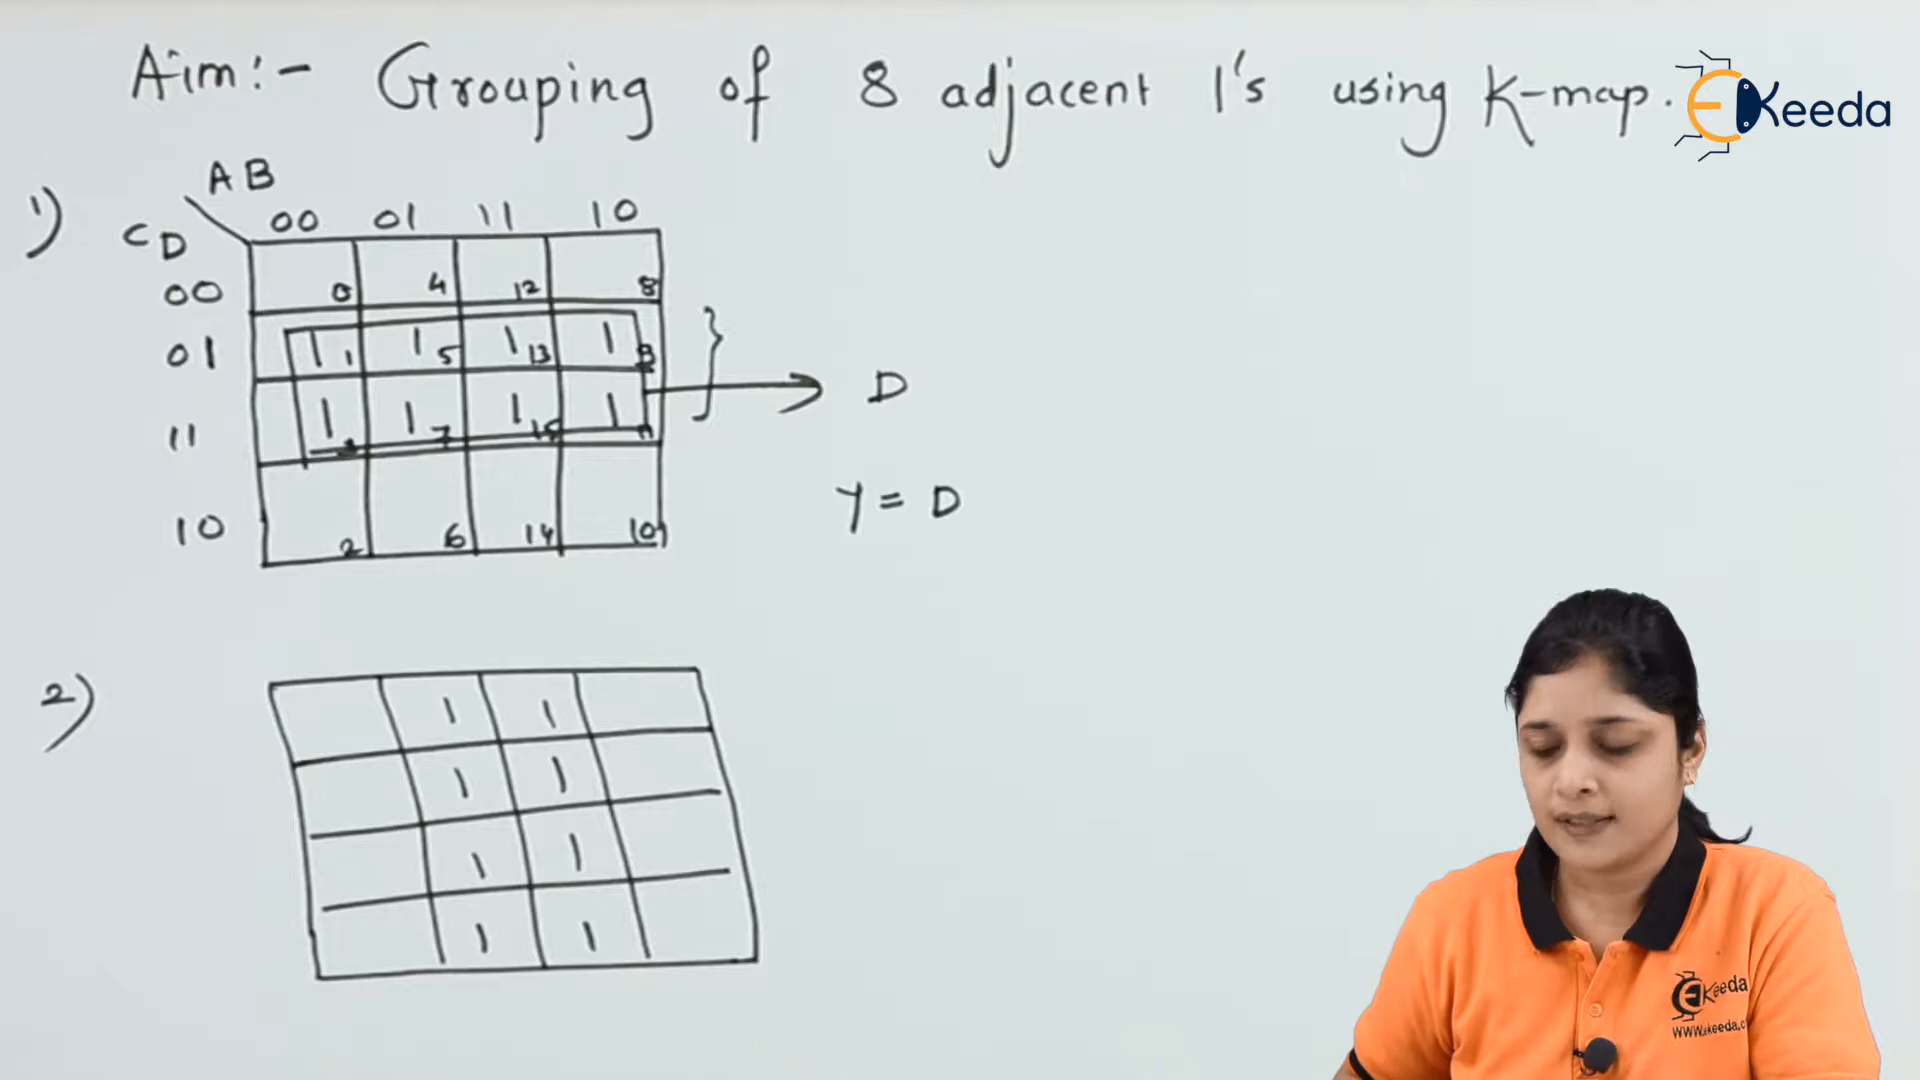 Aim:- Grouping of 8 adjacent 1's using K-map.
EKeeda
1)
AB
CD
00 01 11 10
00 0 4 12 8
01 1 1 1 5 1 13 1
11 1 3 1 7 1 15 1
10 2 6 14 10
D
Y = D
2)
1 1
1 1
1 1
1 1
EKeeda
www.ekeeda.c